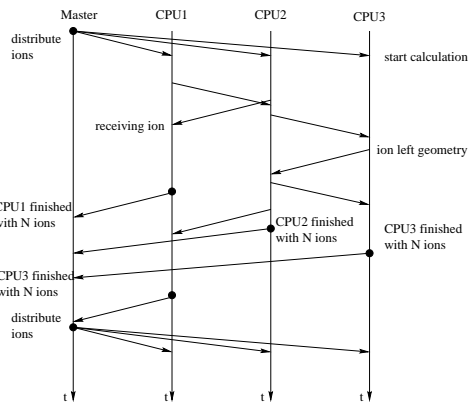 Master CPU1 CPU2 CPU3
distribute
ions
start calculation
receiving ion
ion left geometry
CPU1 finished
with N ions
CPU2 finished
with N ions
CPU3 finished
with N ions
CPU3 finished
with N ions
distribute
ions
t t t t